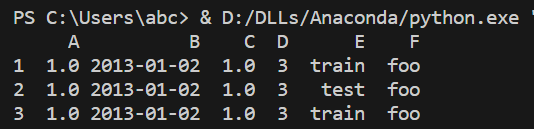 PS C:\Users\abc> & D:/DLLs/Anaconda/python.exe
A B C D E F
1 1.0 2013-01-02 1.0 3 train foo
2 1.0 2013-01-02 1.0 3 test foo
3 1.0 2013-01-02 1.0 3 train foo